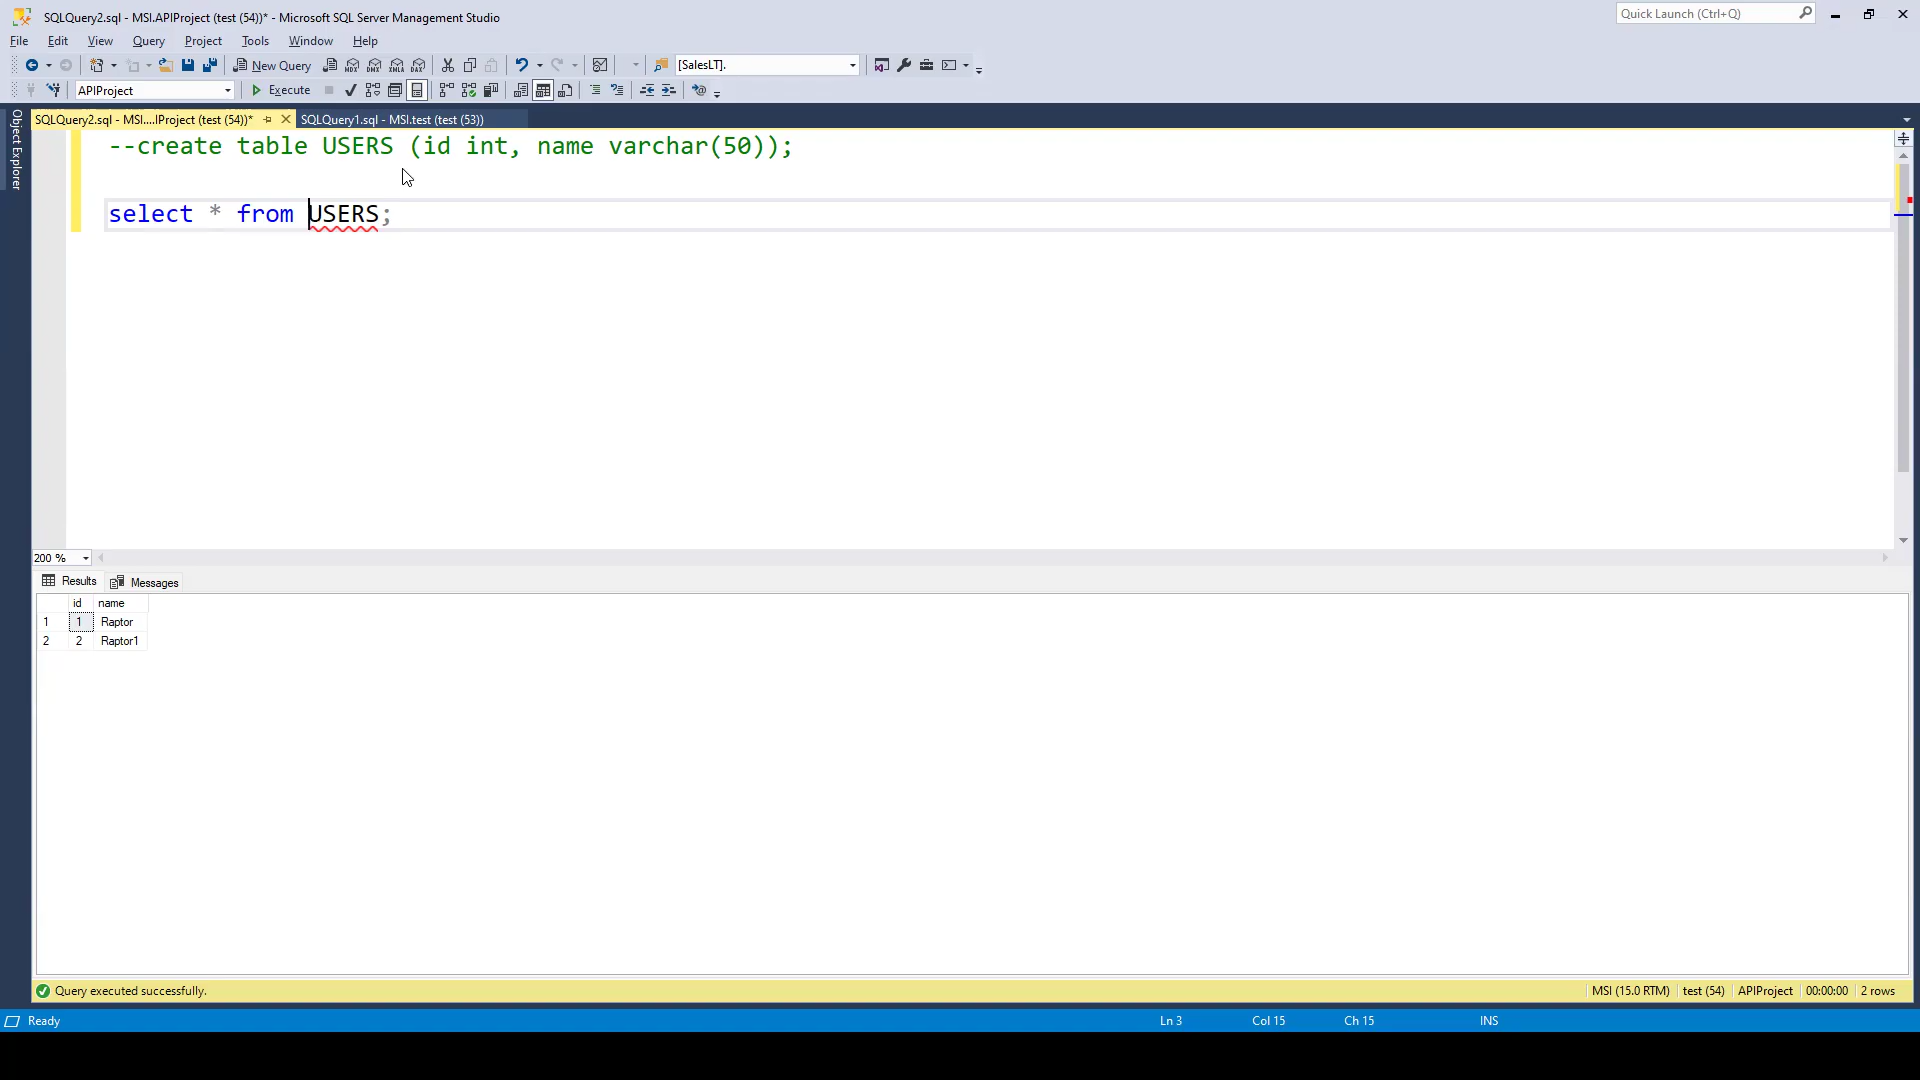 SQLQuery2.sql - MSI.APIProject (test (54))* - Microsoft SQL Server Management Studio
Quick Launch (Ctrl+Q)
File Edit View Query Project Tools Window Help
New Query [SalesLT].
APIProject Execute
SQLQuery2.sql - MSI....IProject (test (54))* SQLQuery1.sql - MSI.test (test (53))
Object Explorer
--create table USERS (id int, name varchar(50));
select * from USERS;
200 %
Results Messages
id name
1 1 Raptor
2 2 Raptor1
Query executed successfully. MSI (15.0 RTM) test (54) APIProject 00:00:00 2 rows
Ready Ln 3 Col 15 Ch 15 INS